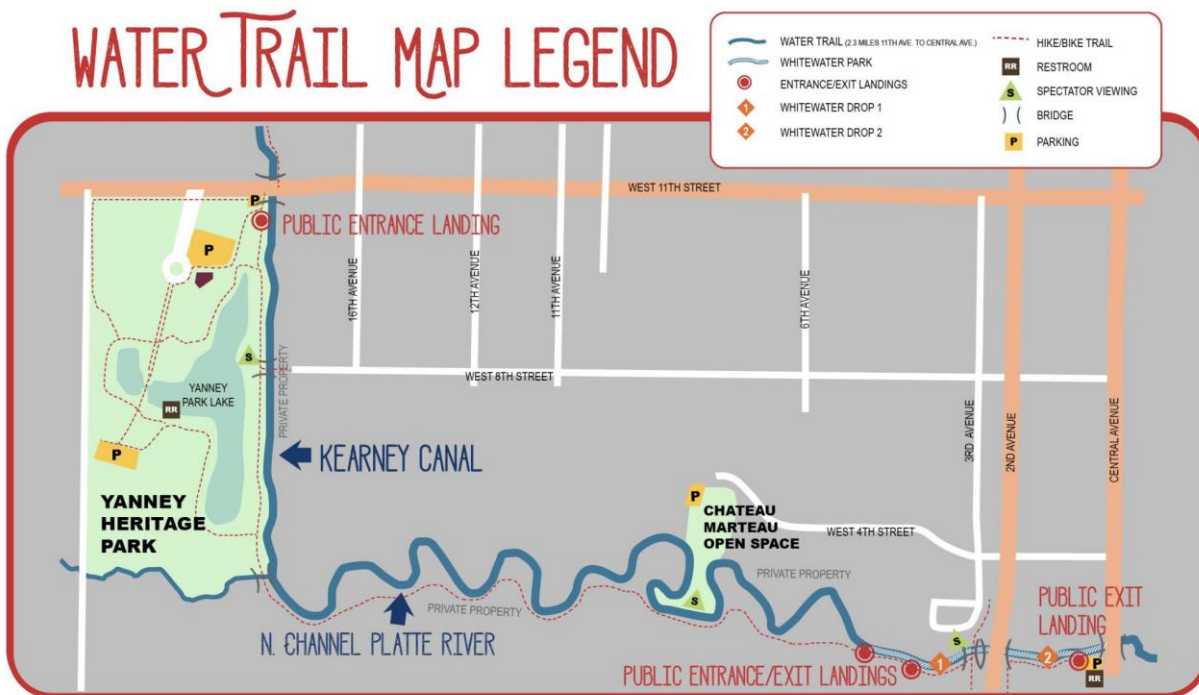 WATER TRAIL MAP LEGEND
WATER TRAIL (2.3 MILES 11TH AVE. TO CENTRAL AVE.)
WHITEWATER PARK
ENTRANCE/EXIT LANDINGS
1 WHITEWATER DROP 1
2 WHITEWATER DROP 2
HIKE/BIKE TRAIL
RR RESTROOM
S SPECTATOR VIEWING
BRIDGE
P PARKING
WEST 11TH STREET
P
PUBLIC ENTRANCE LANDING
P
16TH AVENUE
12TH AVENUE
11TH AVENUE
6TH AVENUE
S
WEST 8TH STREET
PRIVATE PROPERTY
YANNEY
PARK LAKE
RR
3RD AVENUE
2ND AVENUE
CENTRAL AVENUE
P
KEARNEY CANAL
YANNEY
HERITAGE
PARK
P
CHATEAU
MARTEAU
OPEN SPACE
WEST 4TH STREET
PRIVATE PROPERTY
S
PRIVATE PROPERTY
N. CHANNEL PLATTE RIVER
PUBLIC EXIT
LANDING
S
1
2
P
RR
PUBLIC ENTRANCE/EXIT LANDINGS